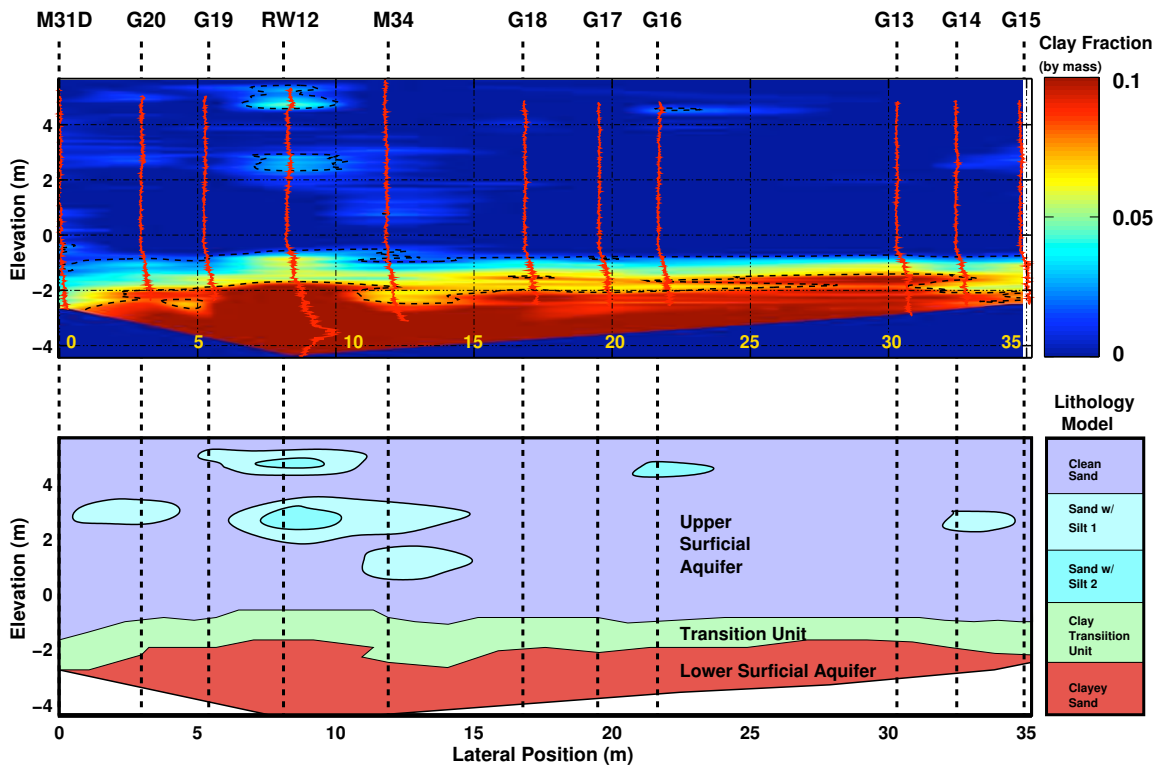 M31D G20 G19 RW12 M34 G18 G17 G16 G13 G14 G15
Clay Fraction
(by mass)
0.1
0.05
0
Elevation (m)
4
2
0
−2
−4
0 5 10 15 20 25 30 35
Lithology
Model
Clean
Sand
Sand w/
Silt 1
Sand w/
Silt 2
Clay
Transiition
Unit
Clayey
Sand
Elevation (m)
4
2
0
−2
−4
Upper
Surficial
Aquifer
Transition Unit
Lower Surficial Aquifer
0 5 10 15 20 25 30 35
Lateral Position (m)